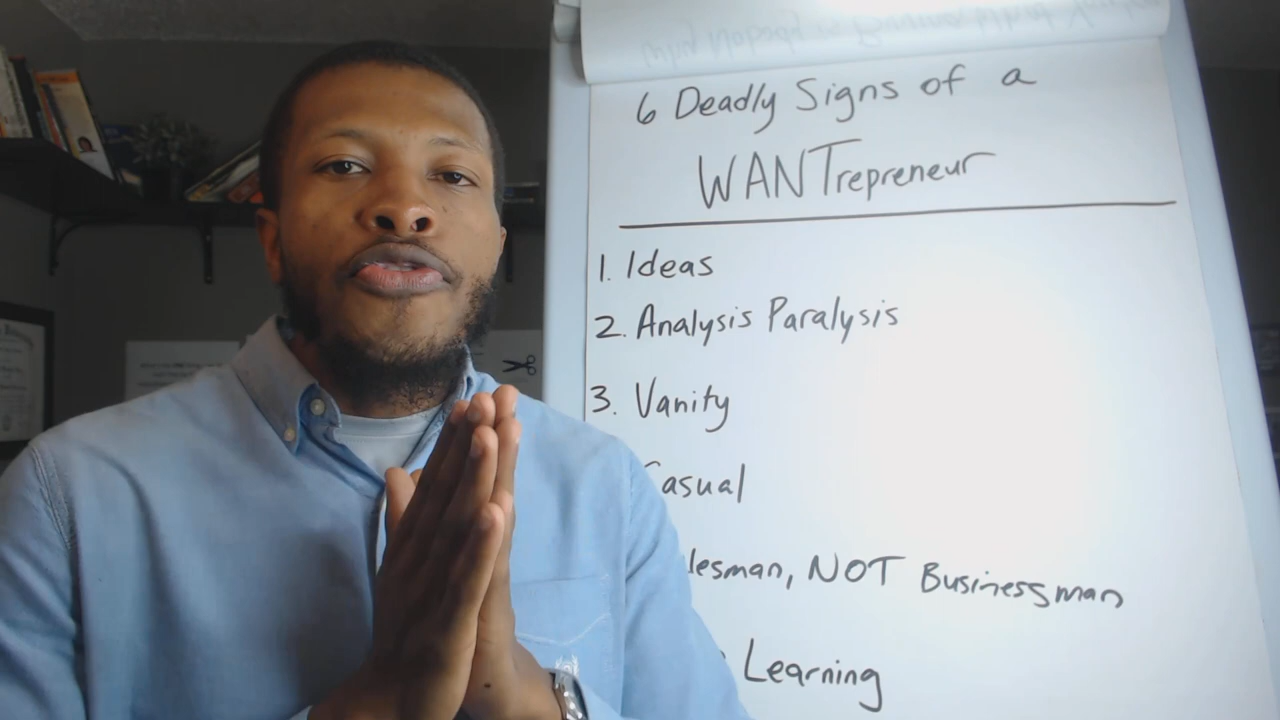 6 Deadly Signs of a
WANTrepreneur
1. Ideas
2. Analysis Paralysis
3. Vanity
Casual
lesman, NOT Businessman
Learning